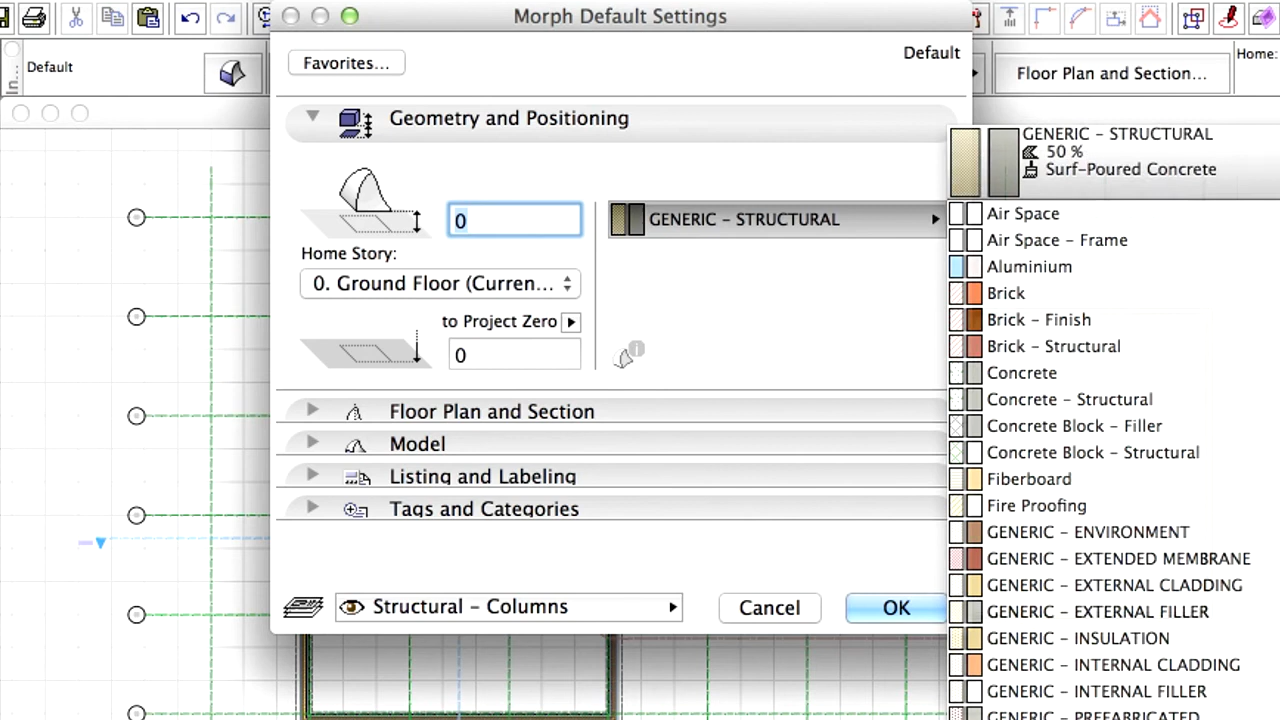 Morph Default Settings
Default
Favorites...
Default
Floor Plan and Section...
Home:
Geometry and Positioning
0
GENERIC - STRUCTURAL
Home Story:
0. Ground Floor (Curren...
to Project Zero
0
Floor Plan and Section
Model
Listing and Labeling
Tags and Categories
Structural - Columns
Cancel
OK
GENERIC - STRUCTURAL
50 %
Surf-Poured Concrete
Air Space
Air Space - Frame
Aluminium
Brick
Brick - Finish
Brick - Structural
Concrete
Concrete - Structural
Concrete Block - Filler
Concrete Block - Structural
Fiberboard
Fire Proofing
GENERIC - ENVIRONMENT
GENERIC - EXTENDED MEMBRANE
GENERIC - EXTERNAL CLADDING
GENERIC - EXTERNAL FILLER
GENERIC - INSULATION
GENERIC - INTERNAL CLADDING
GENERIC - INTERNAL FILLER
GENERIC - PREFABRICATED